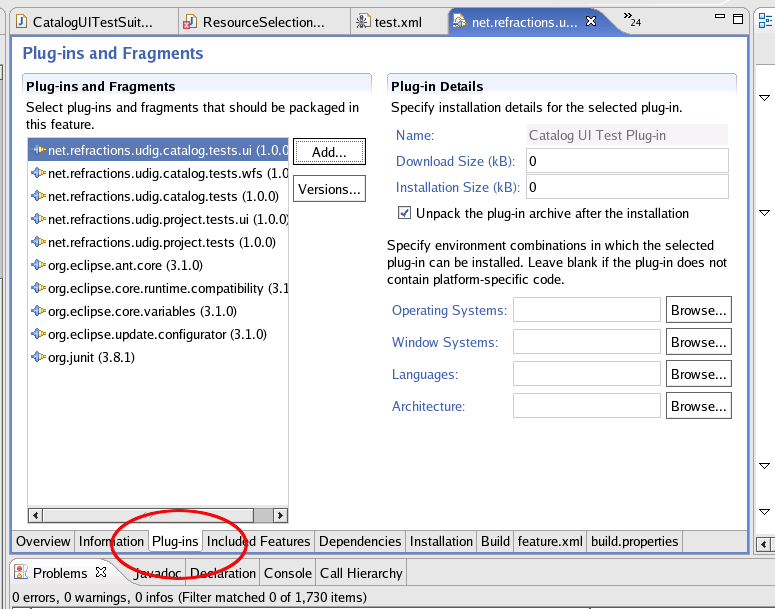 CatalogUITestSuit...
ResourceSelection...
test.xml
net.refractions.u...
24
Plug-ins and Fragments
Plug-ins and Fragments
Select plug-ins and fragments that should be packaged in
this feature.
net.refractions.udig.catalog.tests.ui (1.0.0
net.refractions.udig.catalog.tests.wfs (1.0
net.refractions.udig.catalog.tests (1.0.0)
net.refractions.udig.project.tests.ui (1.0.0)
net.refractions.udig.project.tests (1.0.0)
org.eclipse.ant.core (3.1.0)
org.eclipse.core.runtime.compatibility (3.1
org.eclipse.core.variables (3.1.0)
org.eclipse.update.configurator (3.1.0)
org.junit (3.8.1)
Add...
Versions...
Plug-in Details
Specify installation details for the selected plug-in.
Name: Catalog UI Test Plug-in
Download Size (kB): 0
Installation Size (kB): 0
Unpack the plug-in archive after the installation
Specify environment combinations in which the selected
plug-in can be installed. Leave blank if the plug-in does not
contain platform-specific code.
Operating Systems: Browse...
Window Systems: Browse...
Languages: Browse...
Architecture: Browse...
Overview Information Plug-ins Included Features Dependencies Installation Build feature.xml build.properties
Problems Javadoc Declaration Console Call Hierarchy
0 errors, 0 warnings, 0 infos (Filter matched 0 of 1,730 items)